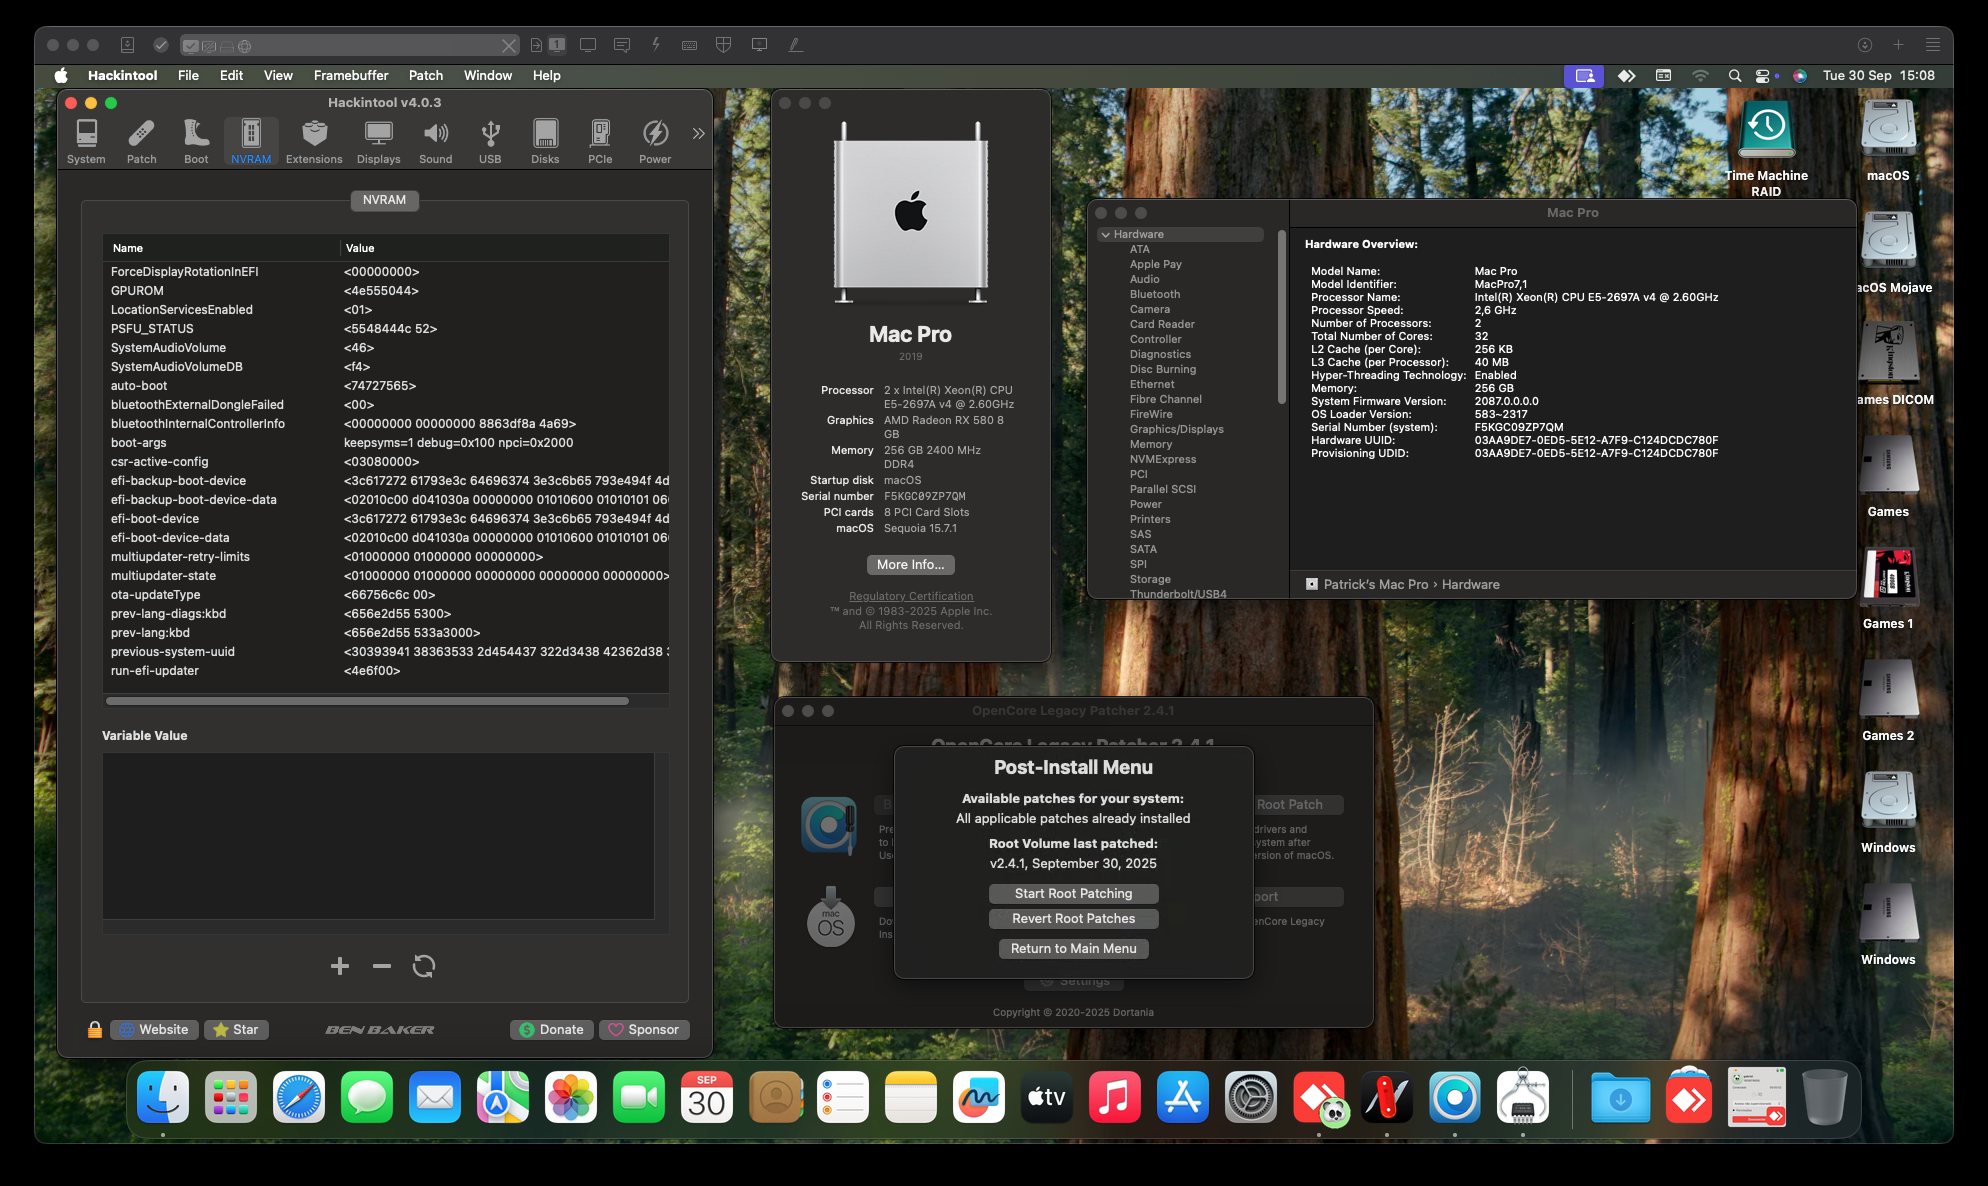 1
Hackintool File Edit View Framebuffer Patch Window Help
Tue 30 Sep 15:08
Hackintool v4.0.3
System Patch Boot NVRAM Extensions Displays Sound USB Disks PCIe Power
NVRAM
Name Value
ForceDisplayRotationInEFI <00000000>
GPUROM <4e555044>
LocationServicesEnabled <01>
PSFU_STATUS <5548444c 52>
SystemAudioVolume <46>
SystemAudioVolumeDB <f4>
auto-boot <74727565>
bluetoothExternalDongleFailed <00>
bluetoothInternalControllerInfo <00000000 00000000 8863df8a 4a69>
boot-args keepsyms=1 debug=0x100 npci=0x2000
csr-active-config <03080000>
efi-backup-boot-device <3c617272 61793e3c 64696374 3e3c6b65 793e494f 4d
efi-backup-boot-device-data <02010c00 d041030a 00000000 01010600 01010101 06
efi-boot-device <3c617272 61793e3c 64696374 3e3c6b65 793e494f 4d
efi-boot-device-data <02010c00 d041030a 00000000 01010600 01010101 06
multiupdater-retry-limits <01000000 01000000 00000000>
multiupdater-state <01000000 01000000 00000000 00000000 00000000>
ota-updateType <66756c6c 00>
prev-lang-diags:kbd <656e2d55 5300>
prev-lang:kbd <656e2d55 533a3000>
previous-system-uuid <30393941 38363533 2d454437 322d3438 42362d38
run-efi-updater <4e6f00>
Variable Value
Website Star BEN BAKER Donate Sponsor
Mac Pro
2019
Processor 2 x Intel(R) Xeon(R) CPU
E5-2697A v4 @ 2.60GHz
Graphics AMD Radeon RX 580 8
GB
Memory 256 GB 2400 MHz
DDR4
Startup disk macOS
Serial number F5KGC09ZP7QM
PCI cards 8 PCI Card Slots
macOS Sequoia 15.7.1
More Info...
Regulatory Certification
™ and © 1983-2025 Apple Inc.
All Rights Reserved.
Mac Pro
Hardware
ATA
Apple Pay
Audio
Bluetooth
Camera
Card Reader
Controller
Diagnostics
Disc Burning
Ethernet
Fibre Channel
FireWire
Graphics/Displays
Memory
NVMExpress
PCI
Parallel SCSI
Power
Printers
SAS
SATA
SPI
Storage
Thunderbolt/USB4
Hardware Overview:
Model Name: Mac Pro
Model Identifier: MacPro7,1
Processor Name: Intel(R) Xeon(R) CPU E5-2697A v4 @ 2.60GHz
Processor Speed: 2,6 GHz
Number of Processors: 2
Total Number of Cores: 32
L2 Cache (per Core): 256 KB
L3 Cache (per Processor): 40 MB
Hyper-Threading Technology: Enabled
Memory: 256 GB
System Firmware Version: 2087.0.0.0.0
OS Loader Version: 583~2317
Serial Number (system): F5KGC09ZP7QM
Hardware UUID: 03AA9DE7-0ED5-5E12-A7F9-C124DCDC780F
Provisioning UDID: 03AA9DE7-0ED5-5E12-A7F9-C124DCDC780F
Patrick's Mac Pro › Hardware
OpenCore Legacy Patcher 2.4.1
OpenCore Legacy Patcher 2.4.1
Post-Install Menu
Available patches for your system:
All applicable patches already installed
Root Volume last patched:
v2.4.1, September 30, 2025
Start Root Patching
Revert Root Patches
Return to Main Menu
Root Patch
drivers and
ystem after
ersion of macOS.
port
enCore Legacy
Settings
Copyright © 2020-2025 Dortania
mac
OS
Time Machine
RAID
macOS
acOS Mojave
ames DICOM
Games
Games 1
Games 2
Windows
Windows
SEP
30
tv